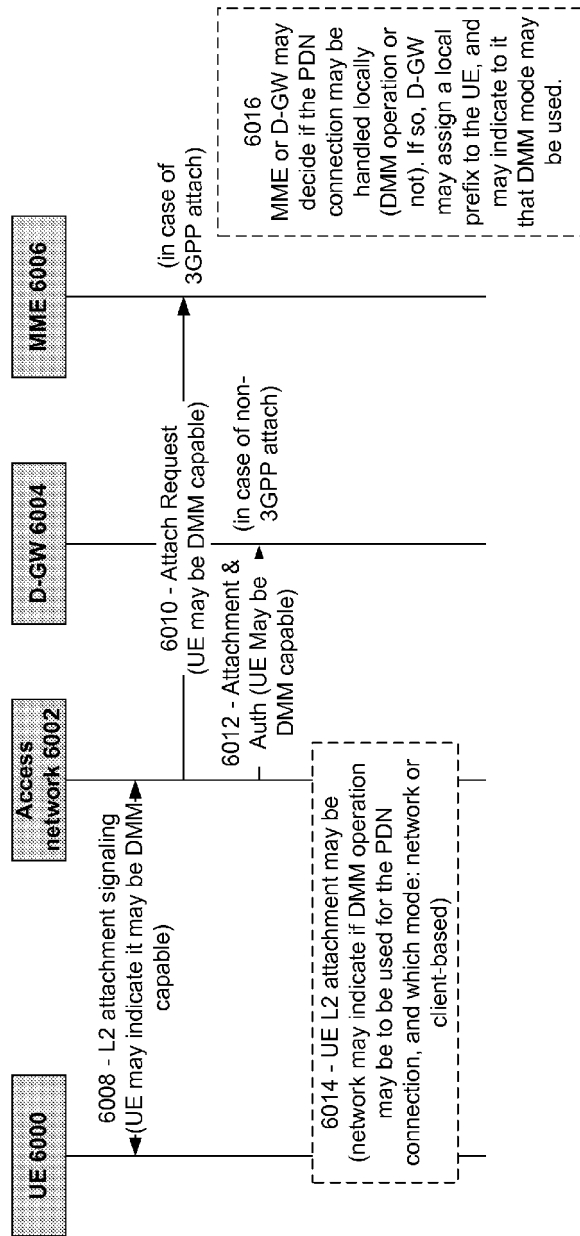 UE 6000
Access
network 6002
D-GW 6004
MME 6006
6008 - L2 attachment signaling
(UE may indicate it may be DMM
capable)
6010 - Attach Request
(UE may be DMM capable)
(in case of
3GPP attach)
6012 - Attachment &
Auth (UE May be
DMM capable)
(in case of non-
3GPP attach)
6014 - UE L2 attachment may be
(network may indicate if DMM operation
may be to be used for the PDN
connection, and which mode: network or
client-based)
6016
MME or D-GW may
decide if the PDN
connection may be
handled locally
(DMM operation or
not). If so, D-GW
may assign a local
prefix to the UE, and
may indicate to it
that DMM mode may
be used.